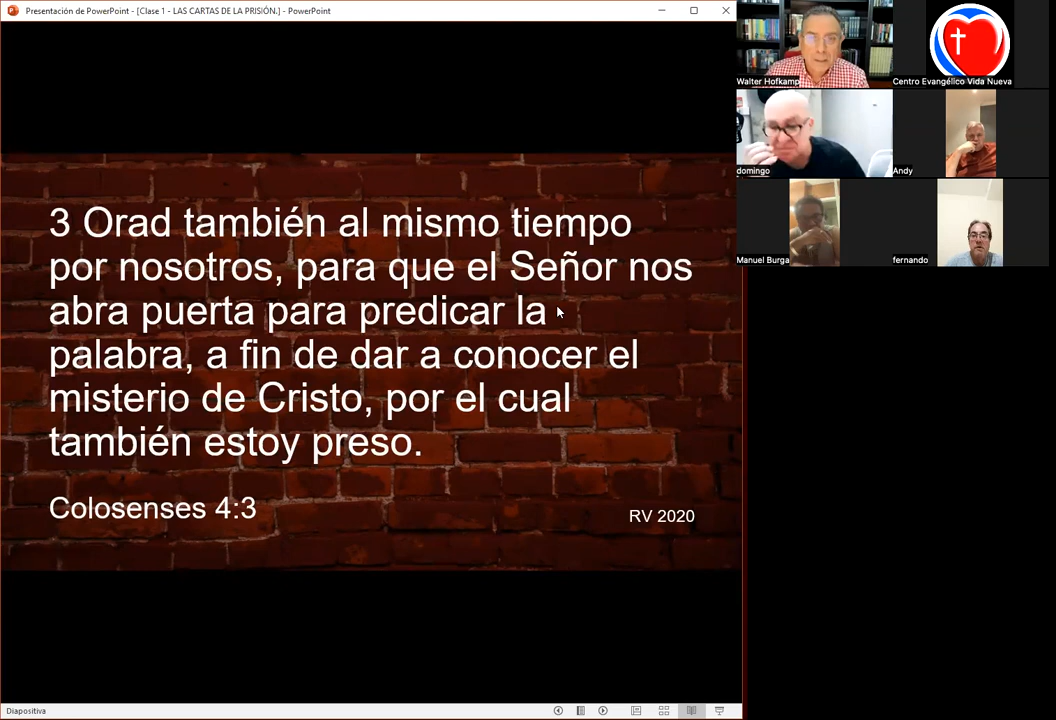 Presentación de PowerPoint - [Clase 1 - LAS CARTAS DE LA PRISIÓN.] - PowerPoint
3 Orad también al mismo tiempo
por nosotros, para que el Señor nos
abra puerta para predicar la
palabra, a fin de dar a conocer el
misterio de Cristo, por el cual
también estoy preso.
Colosenses 4:3
RV 2020
Diapositiva
Walter Hofkamp
Centro Evangélico Vida Nueva
domingo
Andy
Manuel Burga
fernando